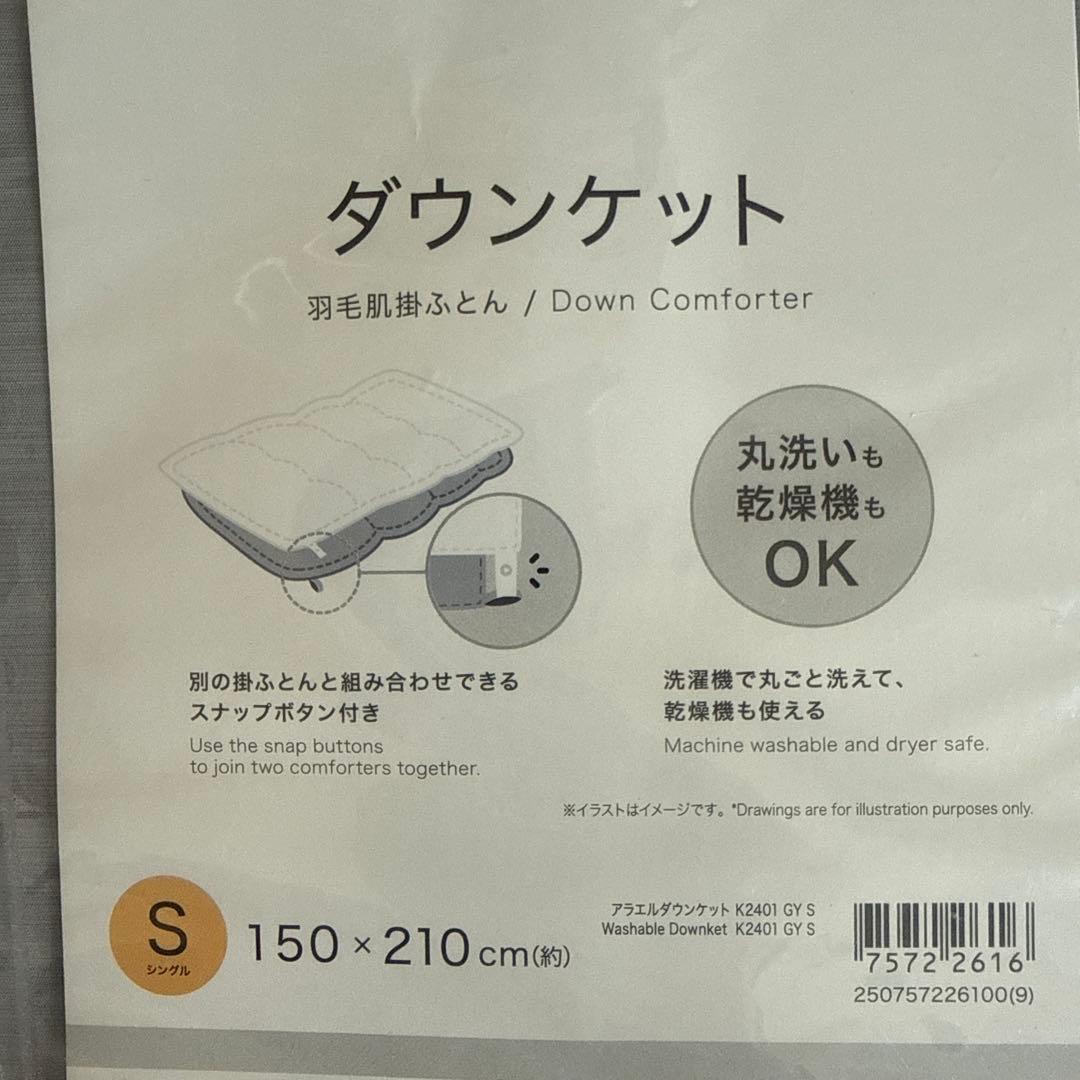 ダウンケット
羽毛肌掛ふとん / Down Comforter
丸洗いも
乾燥機も
OK
別の掛ふとんと組み合わせできる
スナップボタン付き
Use the snap buttons
to join two comforters together.
洗濯機で丸ごと洗えて、
乾燥機も使える
Machine washable and dryer safe.
※イラストはイメージです。*Drawings are for illustration purposes only.
S
シングル
150 × 210 cm(約)
アラエルダウンケット K2401 GY S
Washable Downket K2401 GY S
7572 2616
250757226100(9)